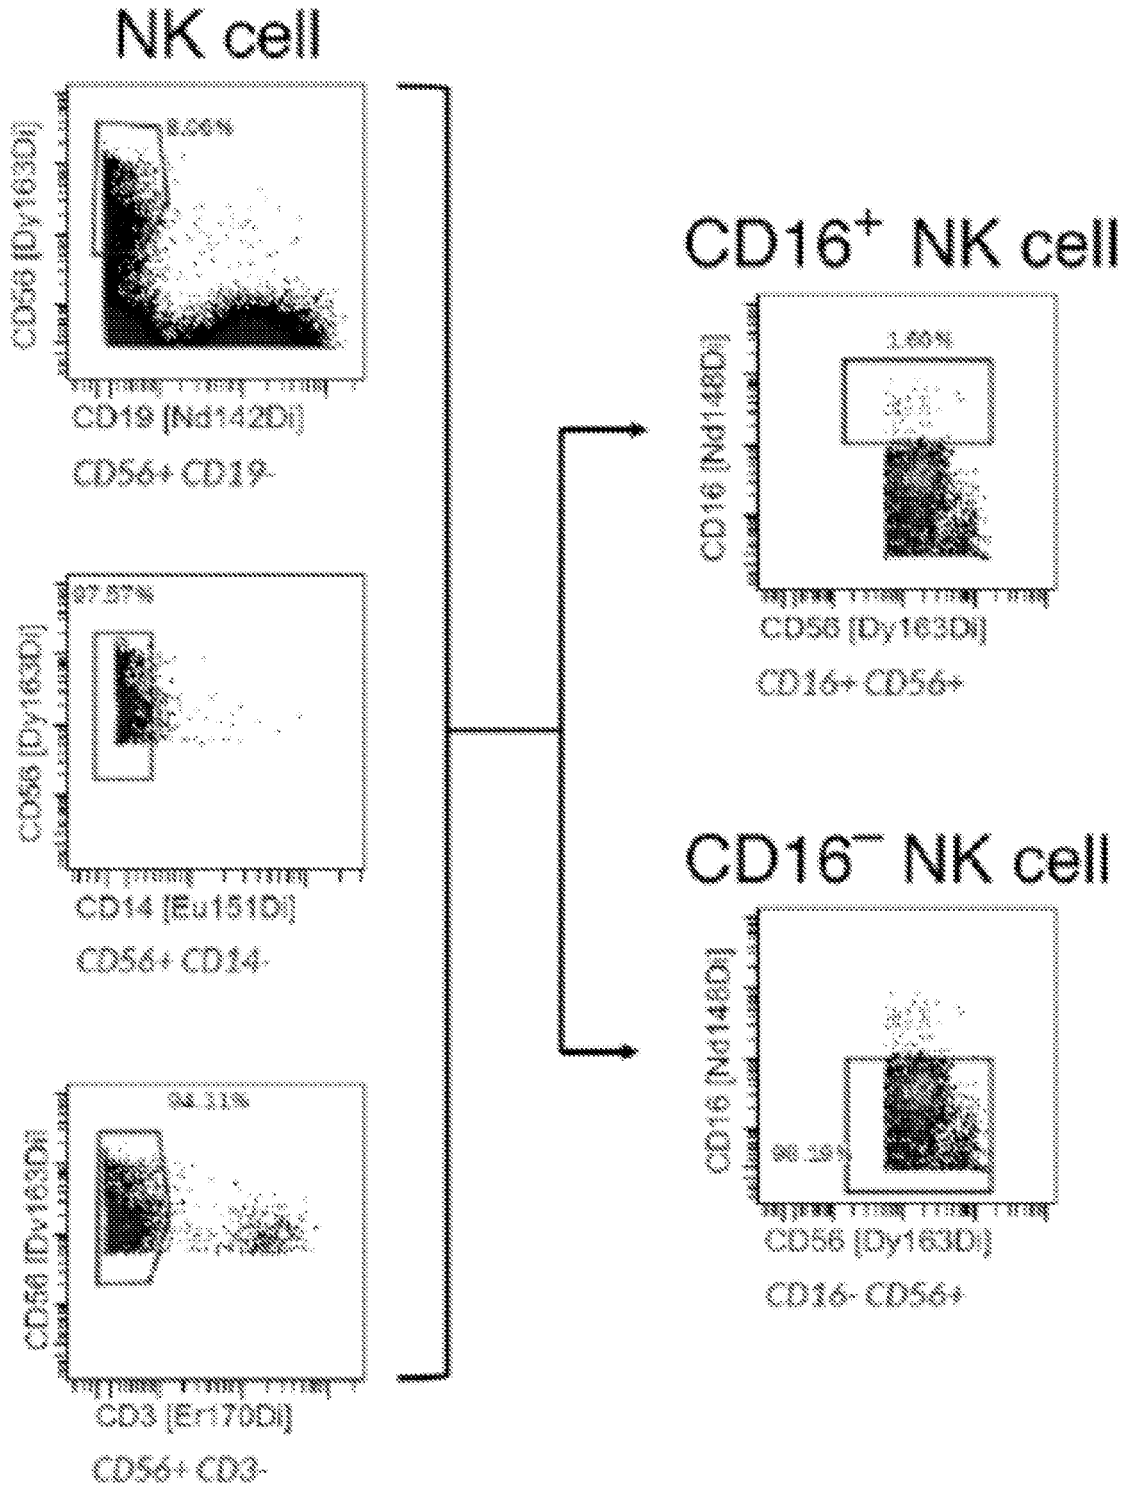 NK cell
8.06%
CD56 [Dy163Di]
CD19 [Nd142Di]
CD56+ CD19-
97.57%
CD56 [Dy163Di]
CD14 [Eu151Di]
CD56+ CD14-
94.11%
CD56 [Dy163Di]
CD3 [Er170Di]
CD56+ CD3-
CD16+ NK cell
1.60%
CD16 [Nd148Di]
CD56 [Dy163Di]
CD16+ CD56+
CD16− NK cell
CD16 [Nd148Di]
CD56 [Dy163Di]
CD16- CD56+